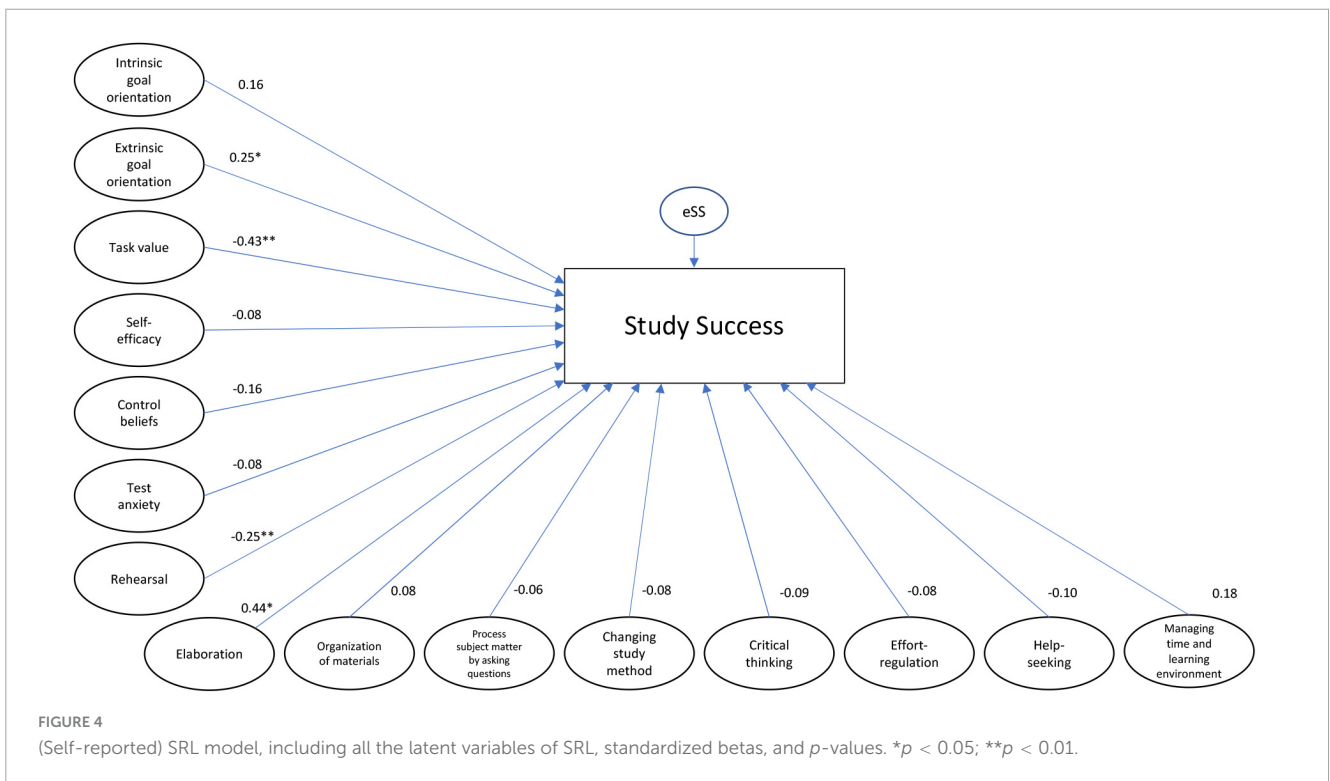 Intrinsic
goal
orientation
0.16
Extrinsic
goal
orientation
0.25*
eSS
Task value
-0.43**
Self-
efficacy
-0.08
Study Success
Control
beliefs
-0.16
Test
anxiety
-0.08
Rehearsal
-0.25**
Elaboration
0.44*
Organization
of materials
0.08
Process
subject matter
by asking
questions
-0.06
Changing
study
method
-0.08
Critical
thinking
-0.09
Effort-
regulation
-0.08
Help-
seeking
-0.10
Managing
time and
learning
environment
0.18
FIGURE 4
(Self-reported) SRL model, including all the latent variables of SRL, standardized betas, and p-values. *p < 0.05; **p < 0.01.